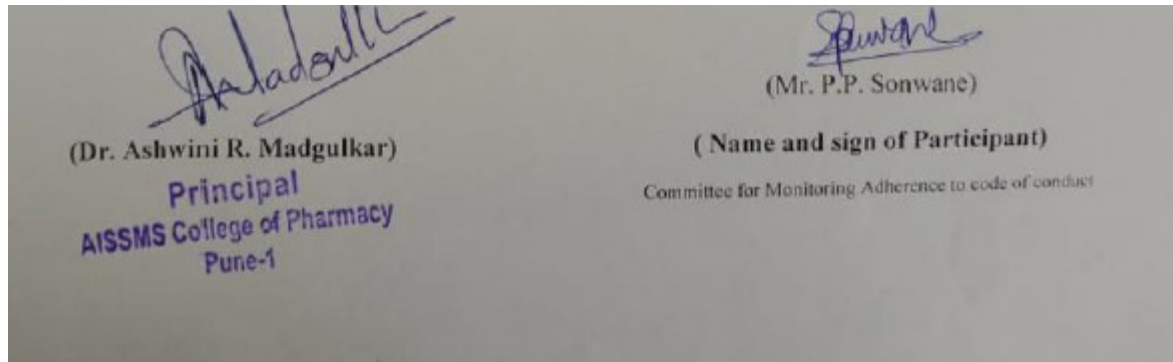 (Dr. Ashwini R. Madgulkar)
Principal
AISSMS College of Pharmacy
Pune-1
Sonwane
(Mr. P.P. Sonwane)
( Name and sign of Participant)
Committee for Monitoring Adherence to code of conduct